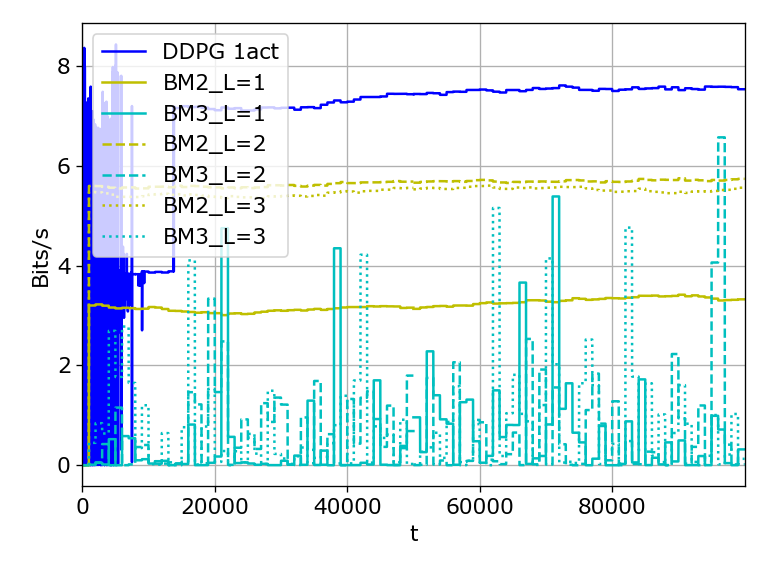 DDPG 1act
BM2_L=1
BM3_L=1
BM2_L=2
BM3_L=2
BM2_L=3
BM3_L=3
Bits/s
8
6
4
2
0
0 20000 40000 60000 80000
t